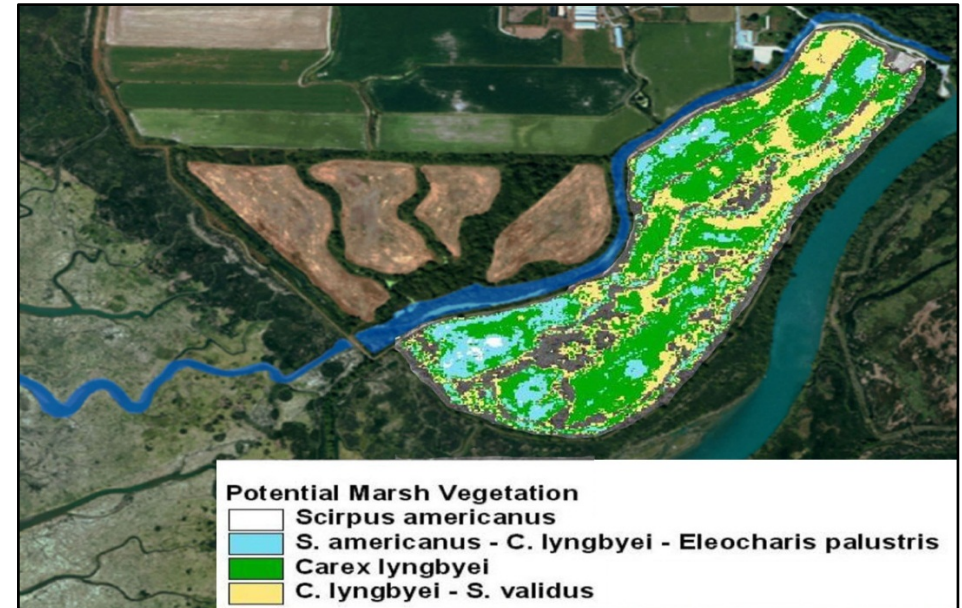 Potential Marsh Vegetation
Scirpus americanus
S. americanus - C. lyngbyei - Eleocharis palustris
Carex lyngbyei
C. lyngbyei - S. validus